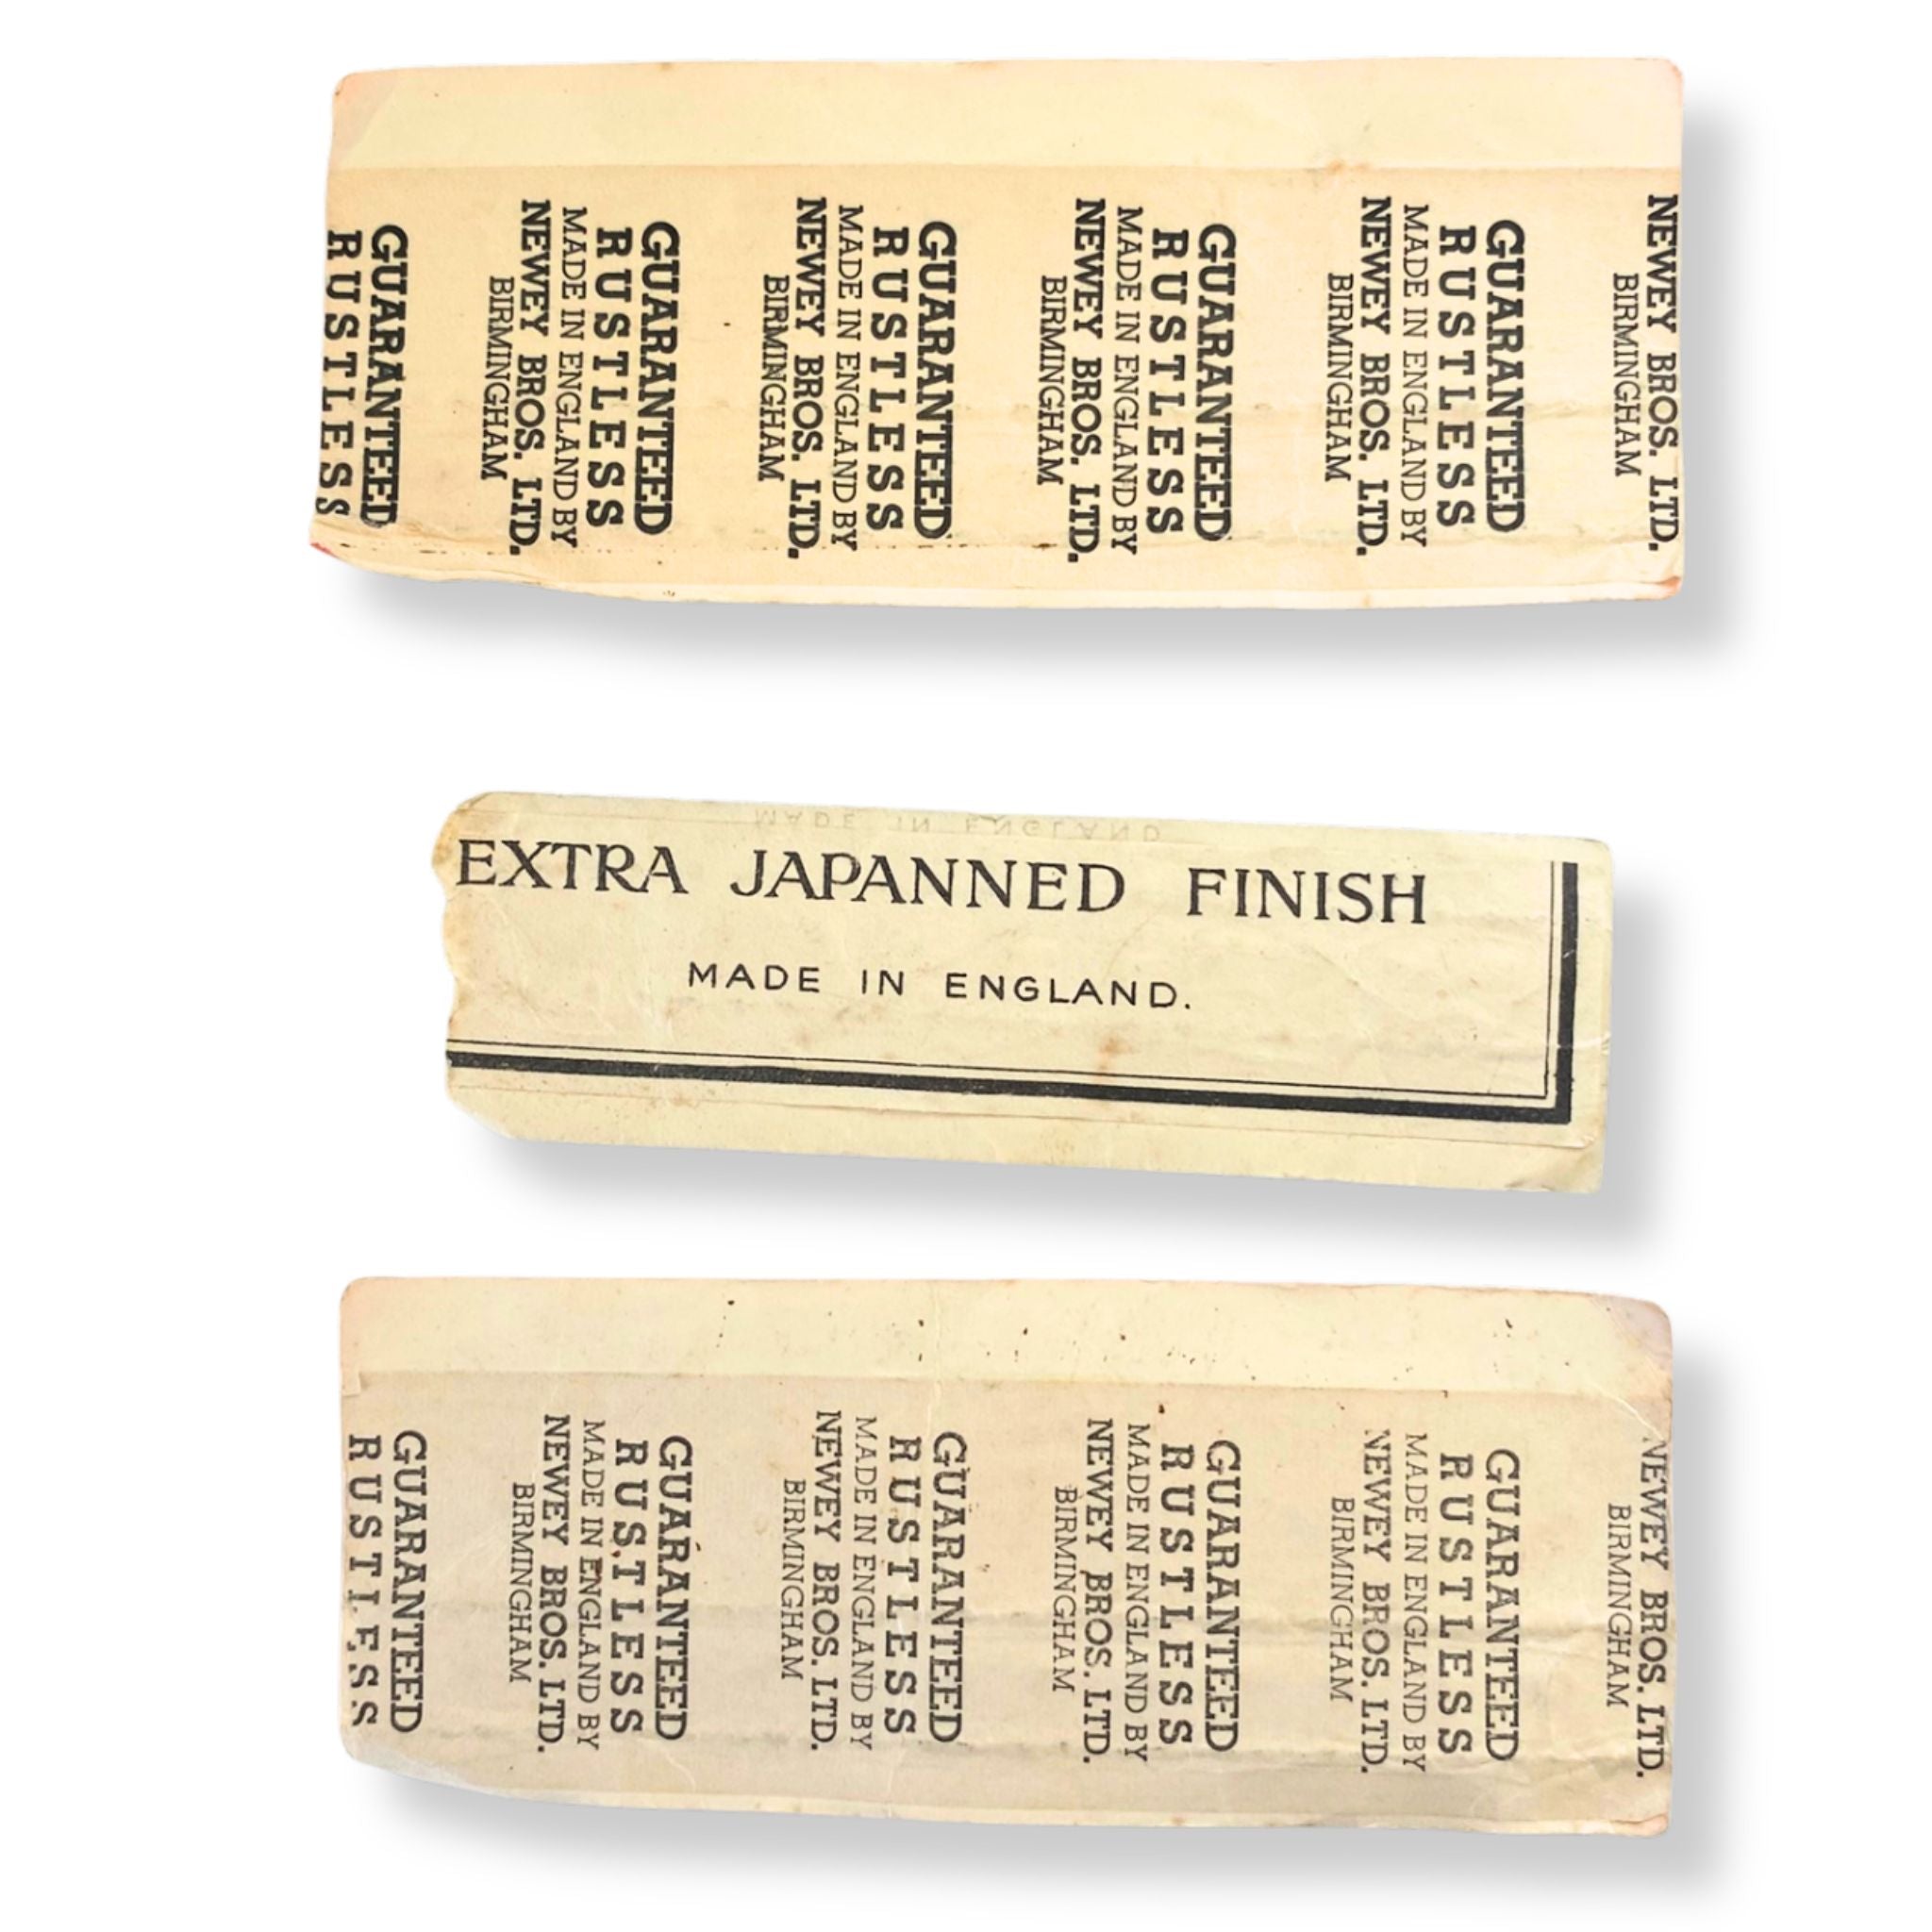 NEWEY BROS. LTD.
BIRMINGHAM
GUARANTEED
RUSTLESS
MADE IN ENGLAND BY
NEWEY BROS. LTD.
BIRMINGHAM
GUARANTEED
RUSTLESS
MADE IN ENGLAND BY
NEWEY BROS. LTD.
BIRMINGHAM
GUARANTEED
RUSTLESS
MADE IN ENGLAND BY
NEWEY BROS. LTD.
BIRMINGHAM
GUARANTEED
RUSTLESS
MADE IN ENGLAND BY
NEWEY BROS. LTD.
BIRMINGHAM
GUARANTEED
RUSTLESS
MADE IN ENGLAND
EXTRA JAPANNED FINISH
MADE IN ENGLAND.
NEWEY BROS. LTD.
BIRMINGHAM
GUARANTEED
RUSTLESS
MADE IN ENGLAND BY
NEWEY BROS. LTD.
BIRMINGHAM
GUARANTEED
RUSTLESS
MADE IN ENGLAND BY
NEWEY BROS. LTD.
BIRMINGHAM
GUARANTEED
RUSTLESS
MADE IN ENGLAND BY
NEWEY BROS. LTD.
BIRMINGHAM
GUARANTEED
RUSTLESS
MADE IN ENGLAND BY
NEWEY BROS. LTD.
BIRMINGHAM
GUARANTEED
RUSTLESS